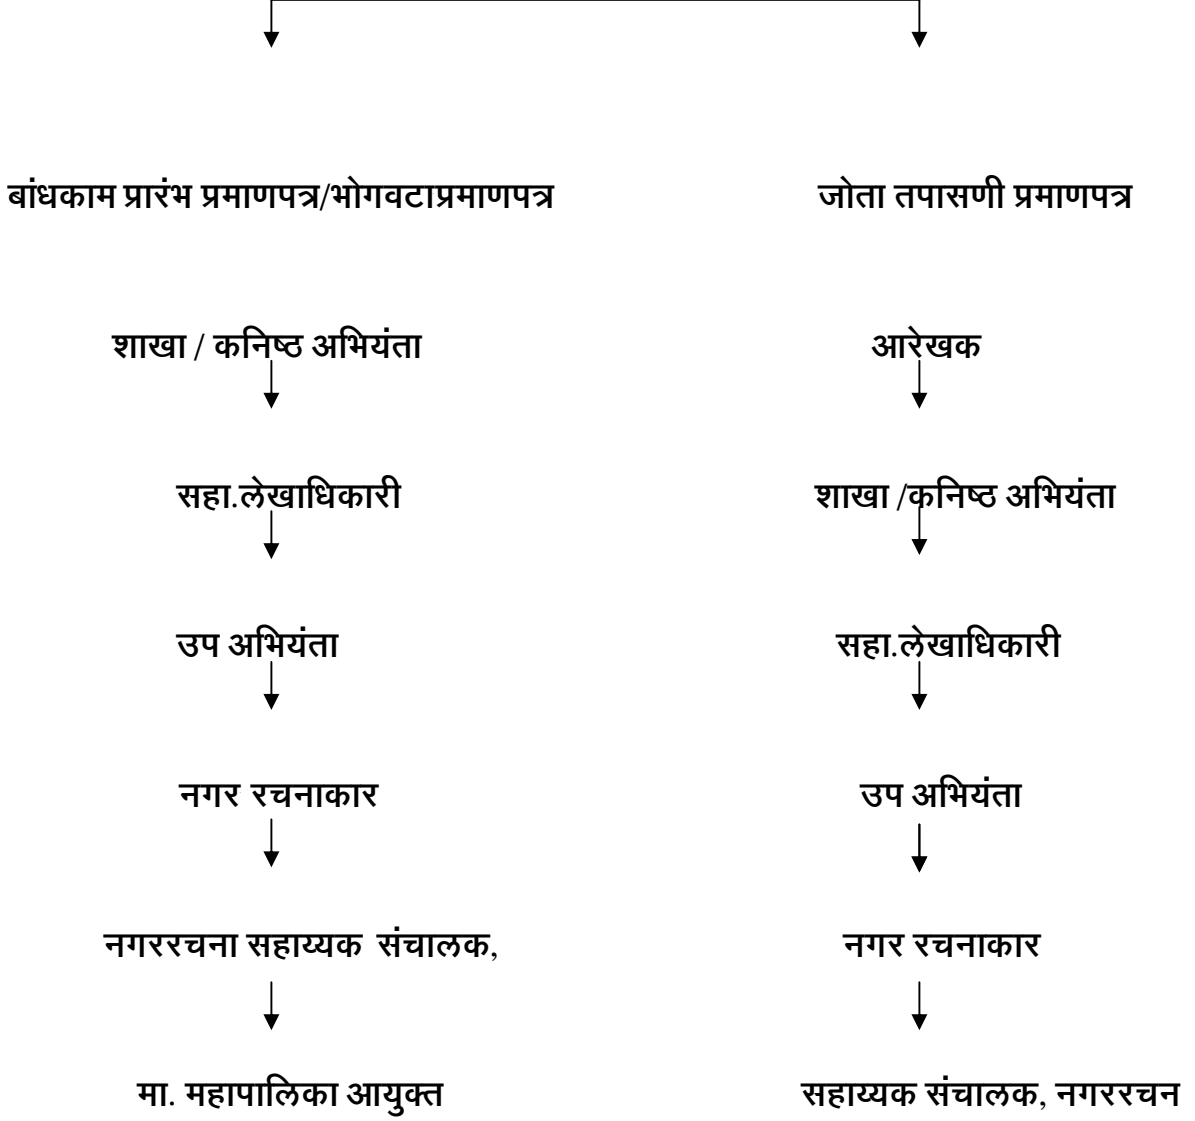 बांधकाम प्रारंभ प्रमाणपत्र/भोगवटाप्रमाणपत्र
जोता तपासणी प्रमाणपत्र
शाखा / कनिष्ठ अभियंता
आरेखक
सहा.लेखाधिकारी
शाखा /कनिष्ठ अभियंता
उप अभियंता
सहा.लेखाधिकारी
नगर रचनाकार
उप अभियंता
नगररचना सहाय्यक संचालक,
नगर रचनाकार
मा. महापालिका आयुक्त
सहाय्यक संचालक, नगररचन